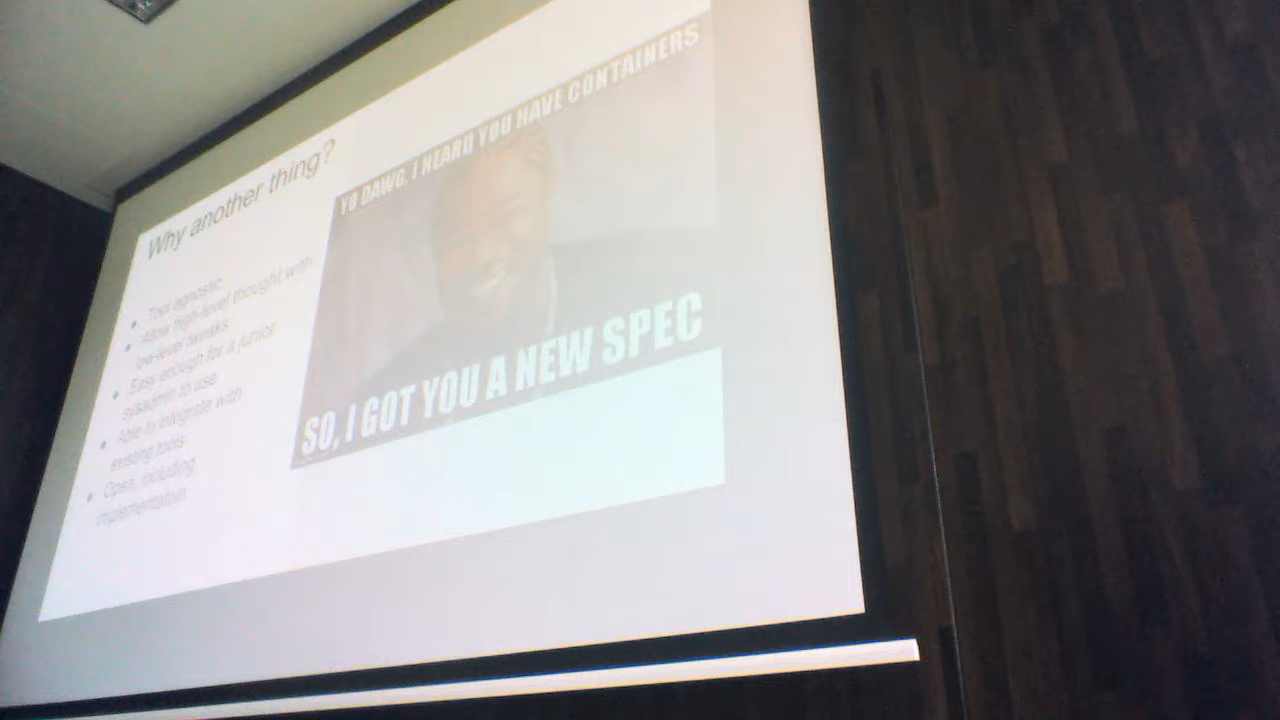 Why another thing?
• Tool agnostic
• Allow high-level thought with
low-level tweaks
• Easy enough for a junior
sysadmin to use
• Able to integrate with
existing tools
• Open, including
implementation
YO DAWG, I HEARD YOU HAVE CONTAINERS
SO, I GOT YOU A NEW SPEC